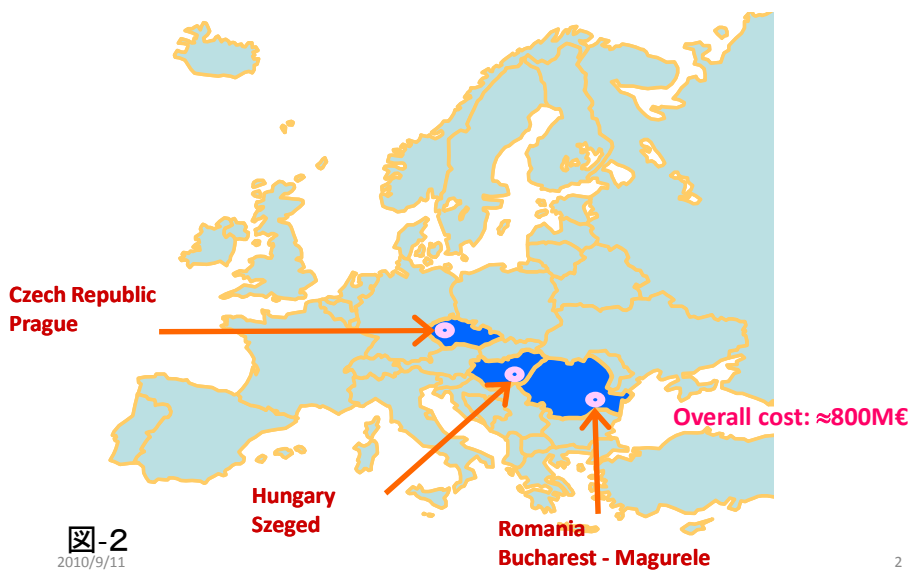 Czech Republic
Prague
Overall cost: ≈800M€
Hungary
Szeged
Romania
Bucharest - Magurele
図-2
2010/9/11
2